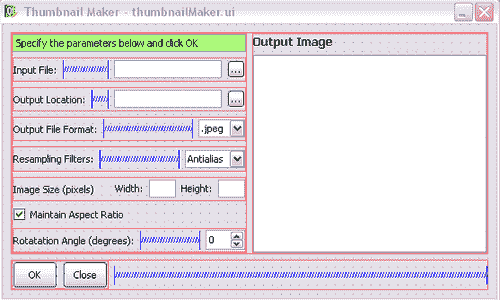 Thumbnail Maker - thumbnailMaker.ui
Specify the parameters below and click OK
Output Image
Input File:
...
Output Location:
...
Output File Format:
.jpeg
Resampling Filters:
Antialias
Image Size (pixels)
Width:
Height:
Maintain Aspect Ratio
Rotatation Angle (degrees):
0
OK
Close